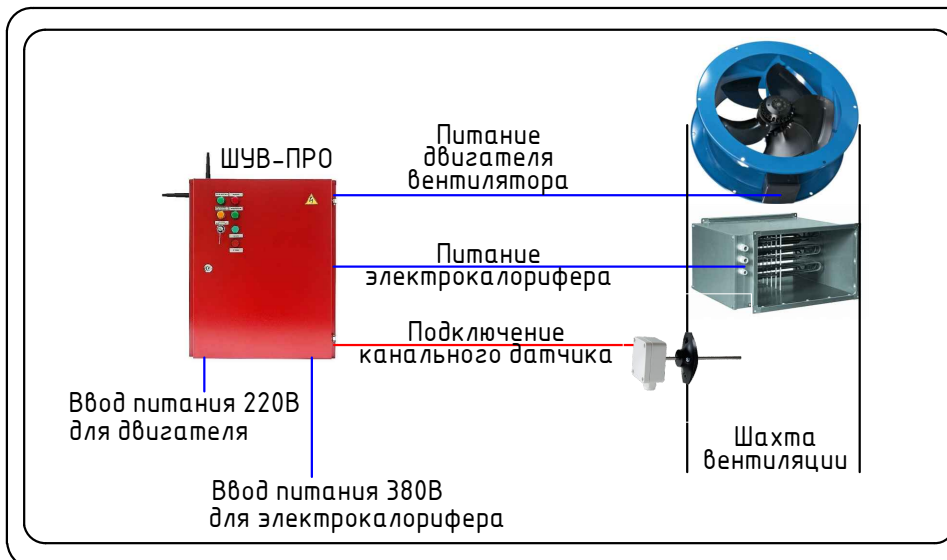 Питание
двигателя
вентилятора
ШУВ-ПРО
Питание
электрокалорифера
Подключение
канального датчика
Ввод питания 220В
для двигателя
Шахта
вентиляции
Ввод питания 380В
для электрокалорифера